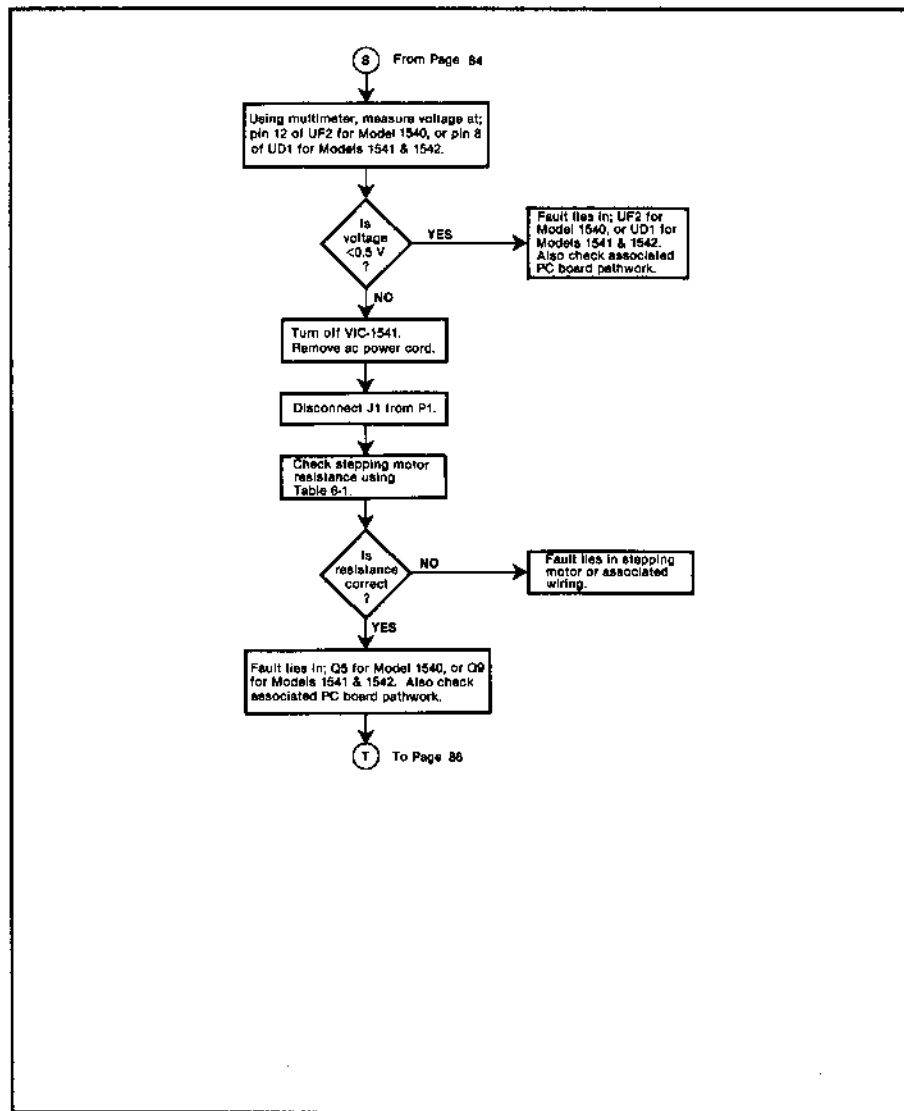 S From Page 84
Using multimeter, measure voltage at;
pin 12 of UF2 for Model 1540, or pin 8
of UD1 for Models 1541 & 1542.
Is
voltage
<0.5 V
?
YES
Fault lies in; UF2 for
Model 1540, or UD1 for
Models 1541 & 1542.
Also check associated
PC board pathwork.
NO
Turn off VIC-1541.
Remove ac power cord.
Disconnect J1 from P1.
Check stepping motor
resistance using
Table 6-1.
Is
resistance
correct
?
NO
Fault lies in stepping
motor or associated
wiring.
YES
Fault lies in; Q5 for Model 1540, or Q9
for Models 1541 & 1542. Also check
associated PC board pathwork.
T To Page 86